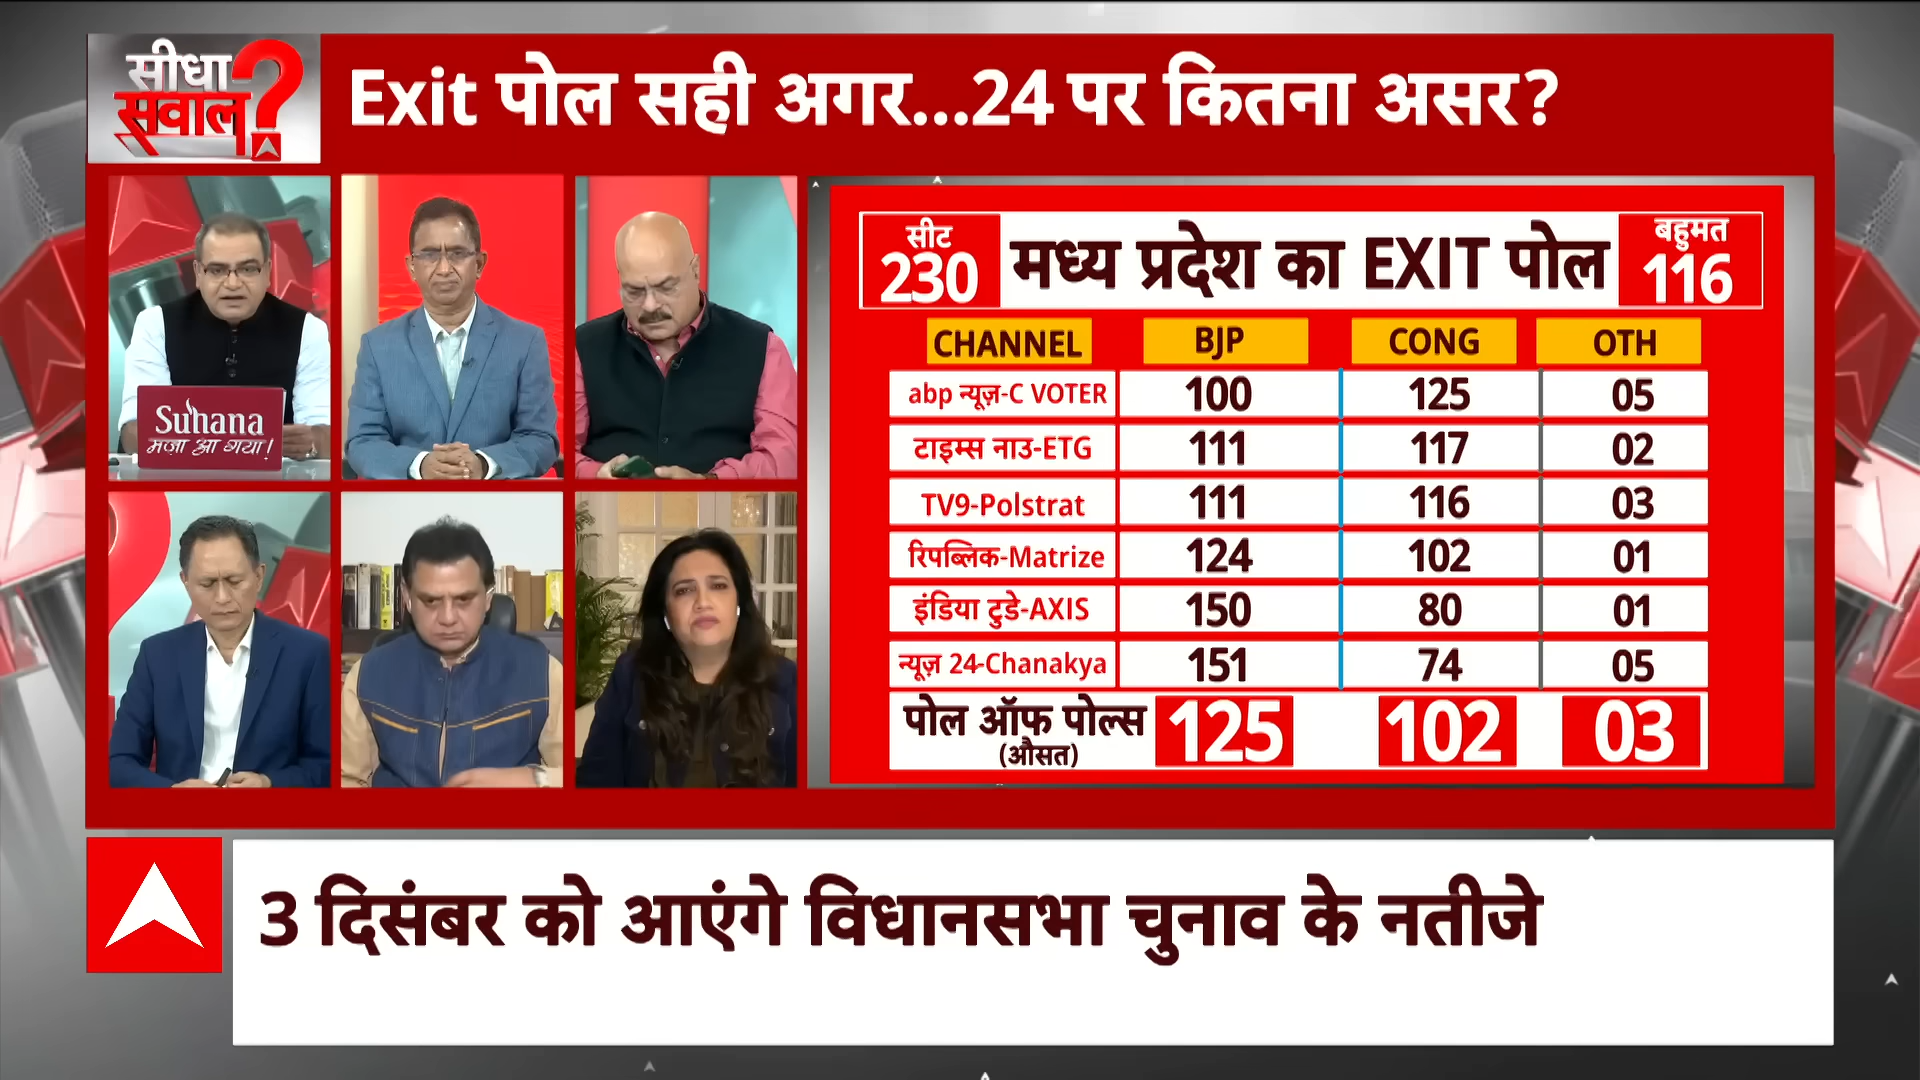 सीधा
सवाल?
Exit पोल सही अगर...24 पर कितना असर?
Suhana
मज़ा आ गया!
सीट
230
मध्य प्रदेश का EXIT पोल
बहुमत
116
CHANNEL BJP CONG OTH
abp न्यूज़-C VOTER 100 125 05
टाइम्स नाउ-ETG 111 117 02
TV9-Polstrat 111 116 03
रिपब्लिक-Matrize 124 102 01
इंडिया टुडे-AXIS 150 80 01
न्यूज़ 24-Chanakya 151 74 05
पोल ऑफ पोल्स 125 102 03
(औसत)
3 दिसंबर को आएंगे विधानसभा चुनाव के नतीजे